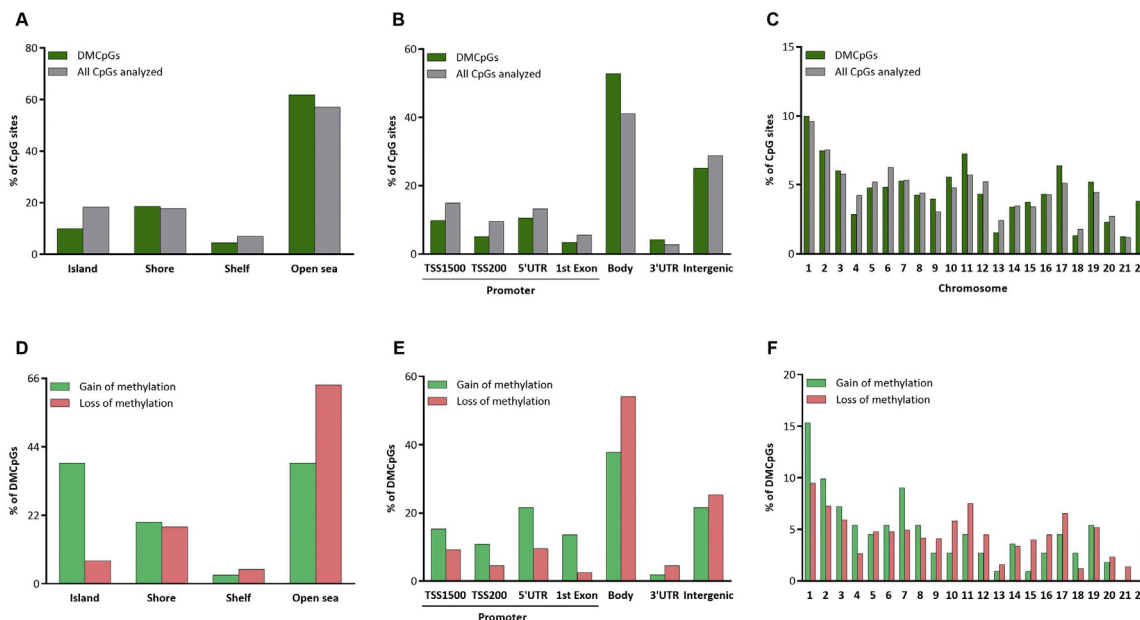 A
DMCpGs
All CpGs analyzed
% of CpG sites
80
60
40
20
0
Island Shore Shelf Open sea
B
DMCpGs
All CpGs analyzed
% of CpG sites
60
40
20
0
TSS1500 TSS200 5'UTR 1st Exon Body 3'UTR Intergenic
Promoter
C
DMCpGs
All CpGs analyzed
% of CpG sites
15
10
5
0
1 2 3 4 5 6 7 8 9 10 11 12 13 14 15 16 17 18 19 20 21 2
Chromosome
D
Gain of methylation
Loss of methylation
% of DMCpGs
66
44
22
0
Island Shore Shelf Open sea
E
Gain of methylation
Loss of methylation
% of DMCpGs
60
40
20
0
TSS1500 TSS200 5'UTR 1st Exon Body 3'UTR Intergenic
Promoter
F
Gain of methylation
Loss of methylation
% of DMCpGs
20
15
10
5
0
1 2 3 4 5 6 7 8 9 10 11 12 13 14 15 16 17 18 19 20 21 2